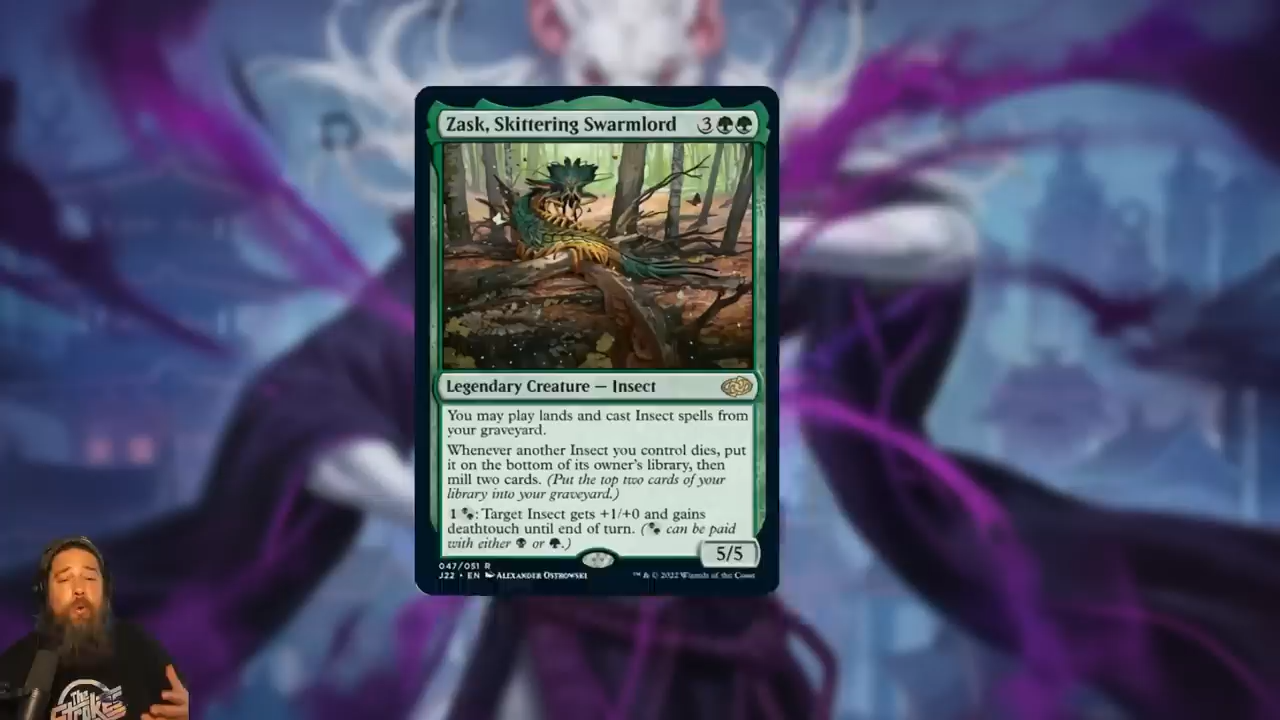 Zask, Skittering Swarmlord 3
Legendary Creature — Insect
You may play lands and cast Insect spells from
your graveyard.
Whenever another Insect you control dies, put
it on the bottom of its owner's library, then
mill two cards. (Put the top two cards of your
library into your graveyard.)
1 : Target Insect gets +1/+0 and gains
deathtouch until end of turn. ( can be paid
with either or .)
5/5
047/051 R
J22 • EN ALEXANDER OSTROWSKI
™ & © 2022 Wizards of the Coast
The
Strokes